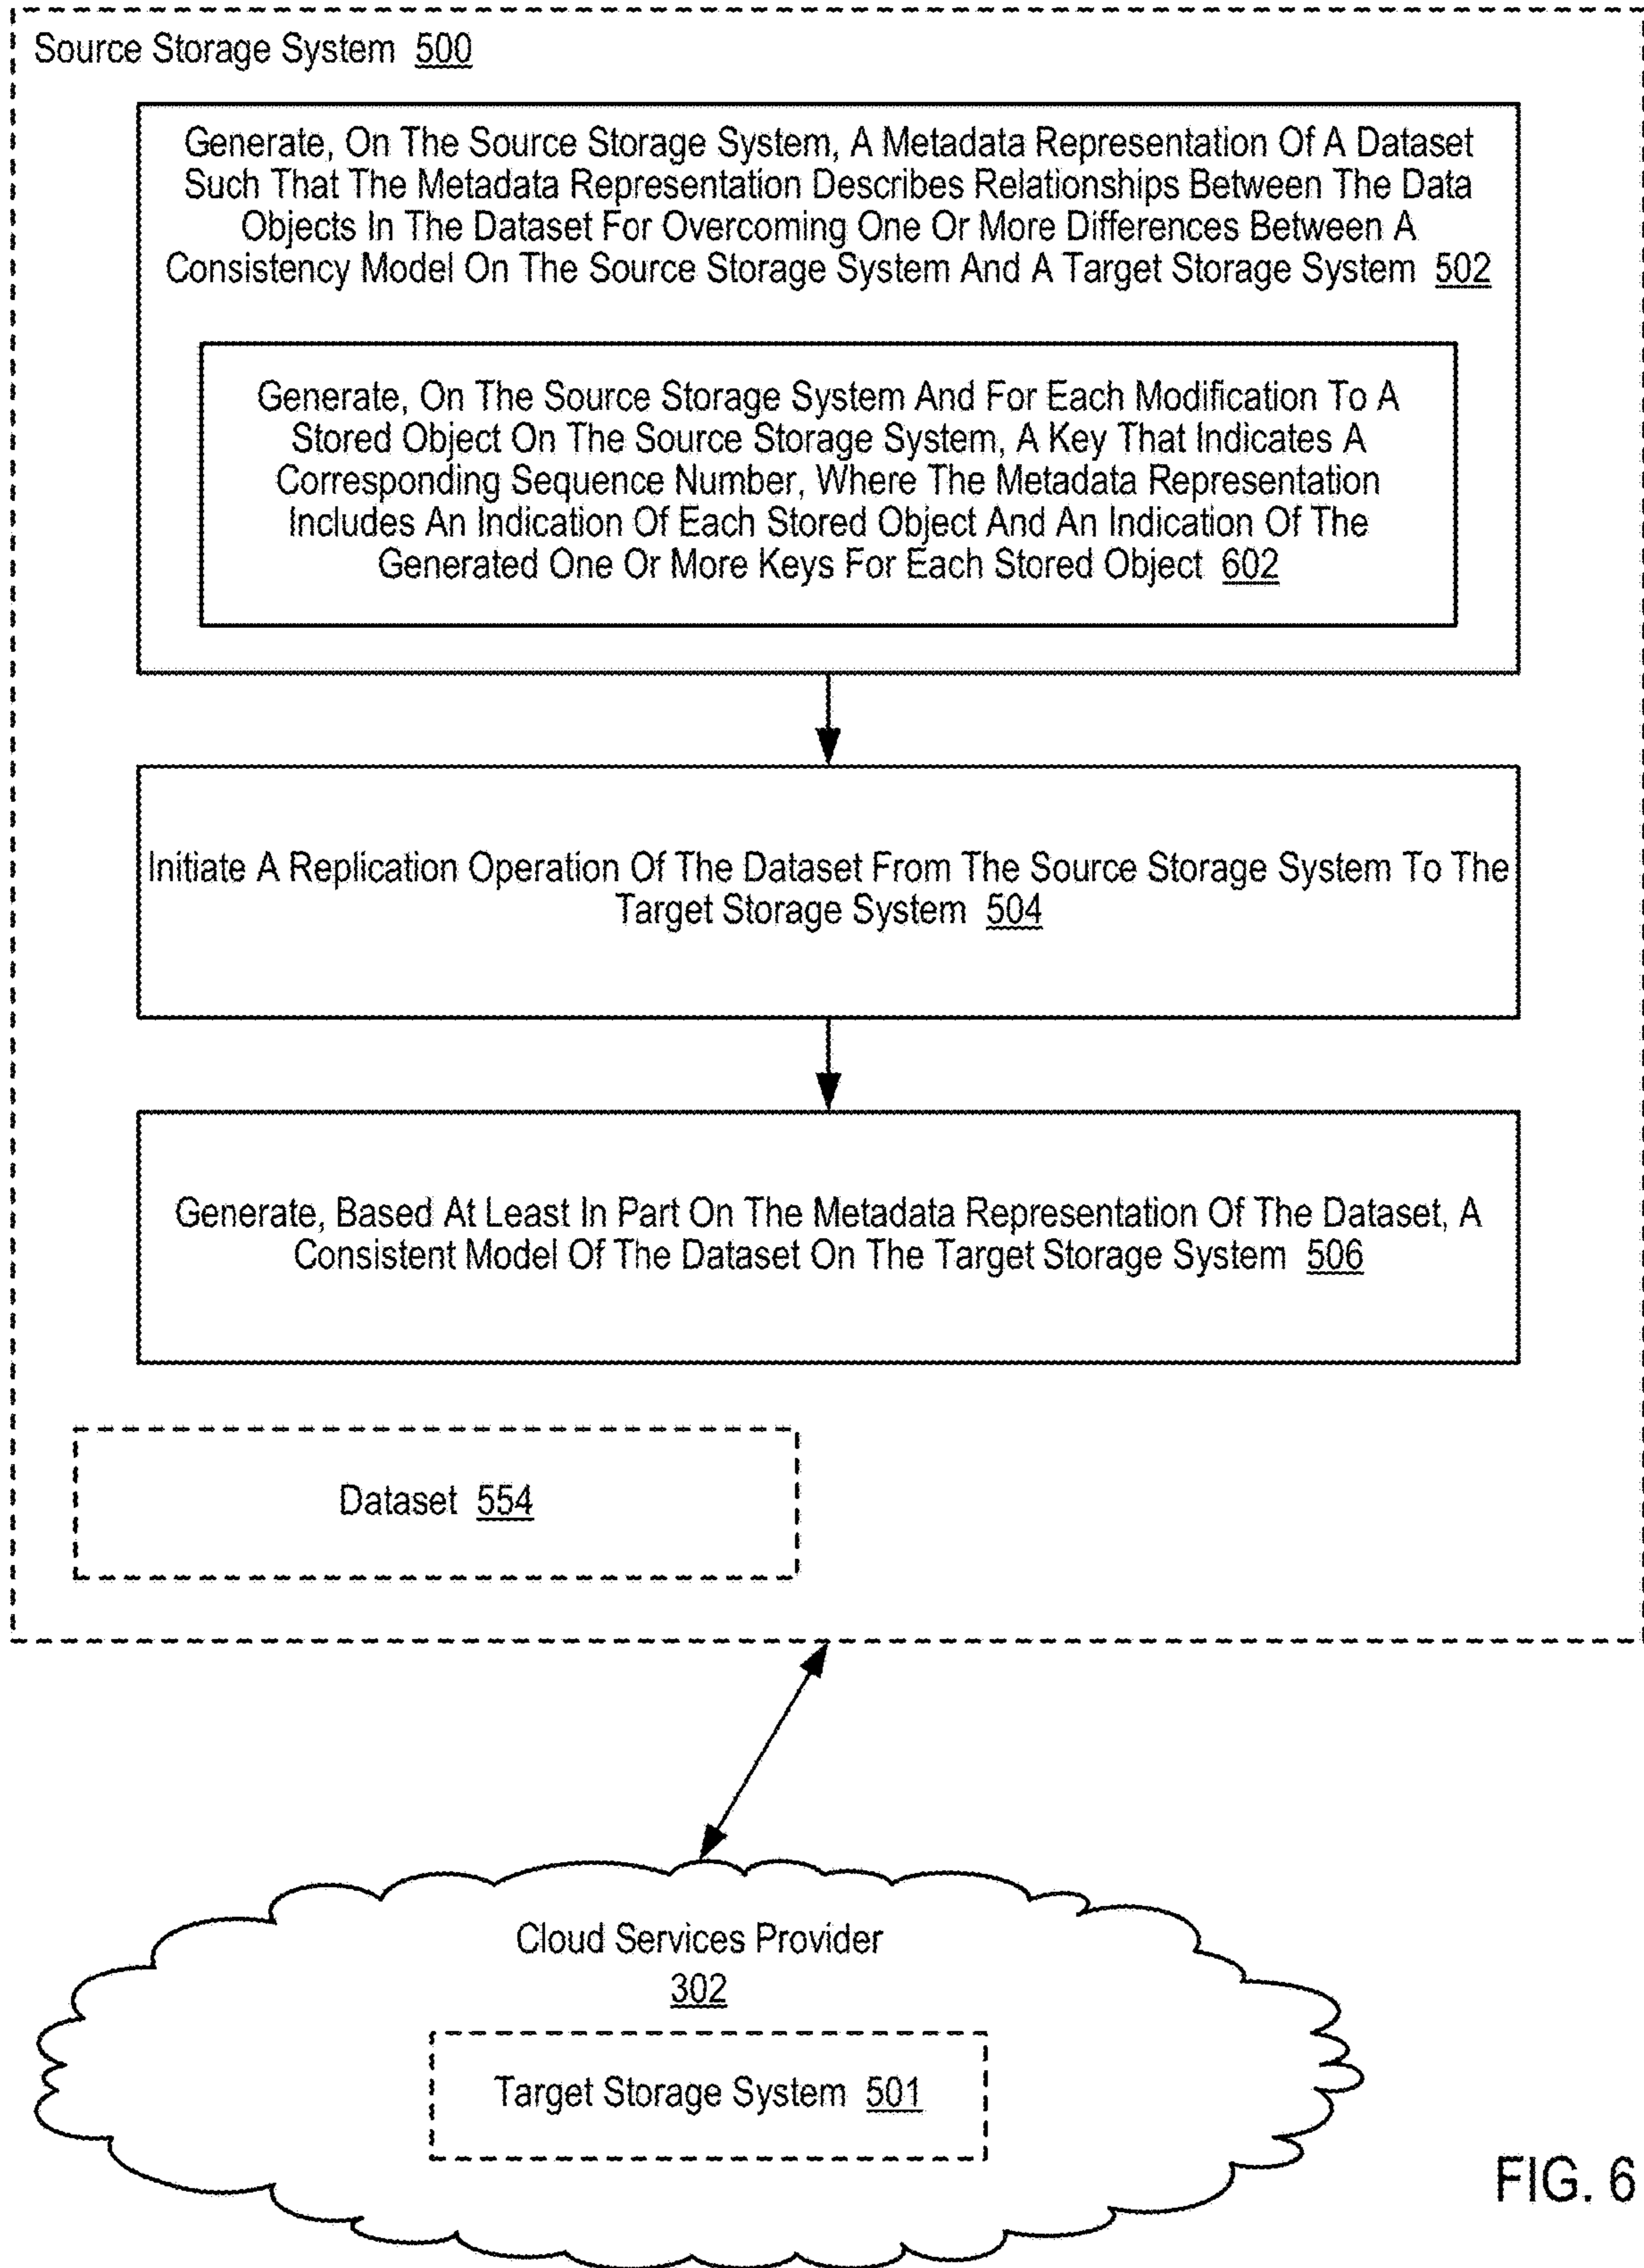 Source Storage System 500
Generate, On The Source Storage System, A Metadata Representation Of A Dataset
Such That The Metadata Representation Describes Relationships Between The Data
Objects In The Dataset For Overcoming One Or More Differences Between A
Consistency Model On The Source Storage System And A Target Storage System 502
Generate, On The Source Storage System And For Each Modification To A
Stored Object On The Source Storage System, A Key That Indicates A
Corresponding Sequence Number, Where The Metadata Representation
Includes An Indication Of Each Stored Object And An Indication Of The
Generated One Or More Keys For Each Stored Object 602
Initiate A Replication Operation Of The Dataset From The Source Storage System To The
Target Storage System 504
Generate, Based At Least In Part On The Metadata Representation Of The Dataset, A
Consistent Model Of The Dataset On The Target Storage System 506
Dataset 554
Cloud Services Provider
302
Target Storage System 501
FIG. 6